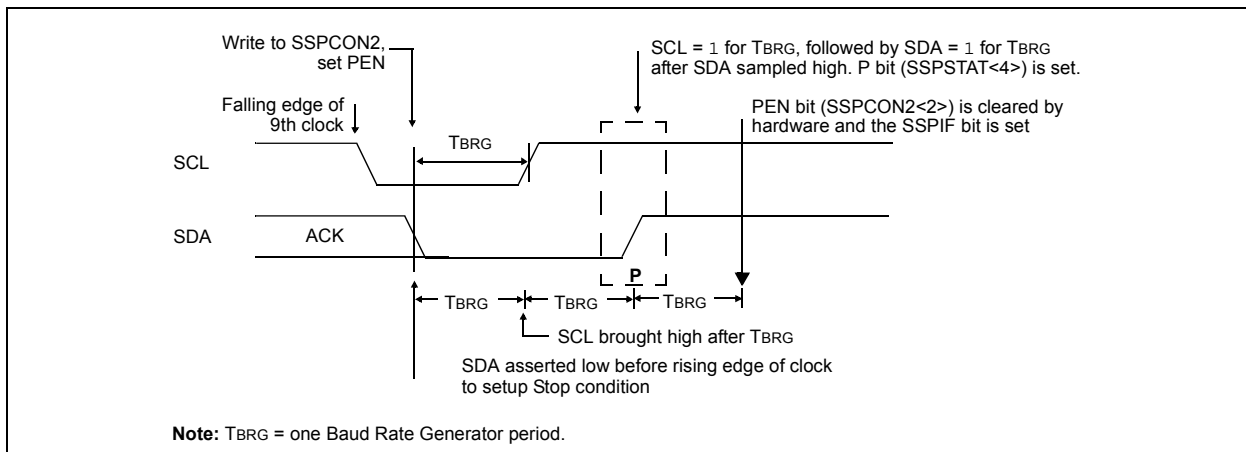 Write to SSPCON2,
set PEN
SCL = 1 for TBRG, followed by SDA = 1 for TBRG
after SDA sampled high. P bit (SSPSTAT<4>) is set.
Falling edge of
9th clock
PEN bit (SSPCON2<2>) is cleared by
hardware and the SSPIF bit is set
TBRG
SCL
SDA
ACK
P
TBRG
TBRG
TBRG
SCL brought high after TBRG
SDA asserted low before rising edge of clock
to setup Stop condition
Note: TBRG = one Baud Rate Generator period.